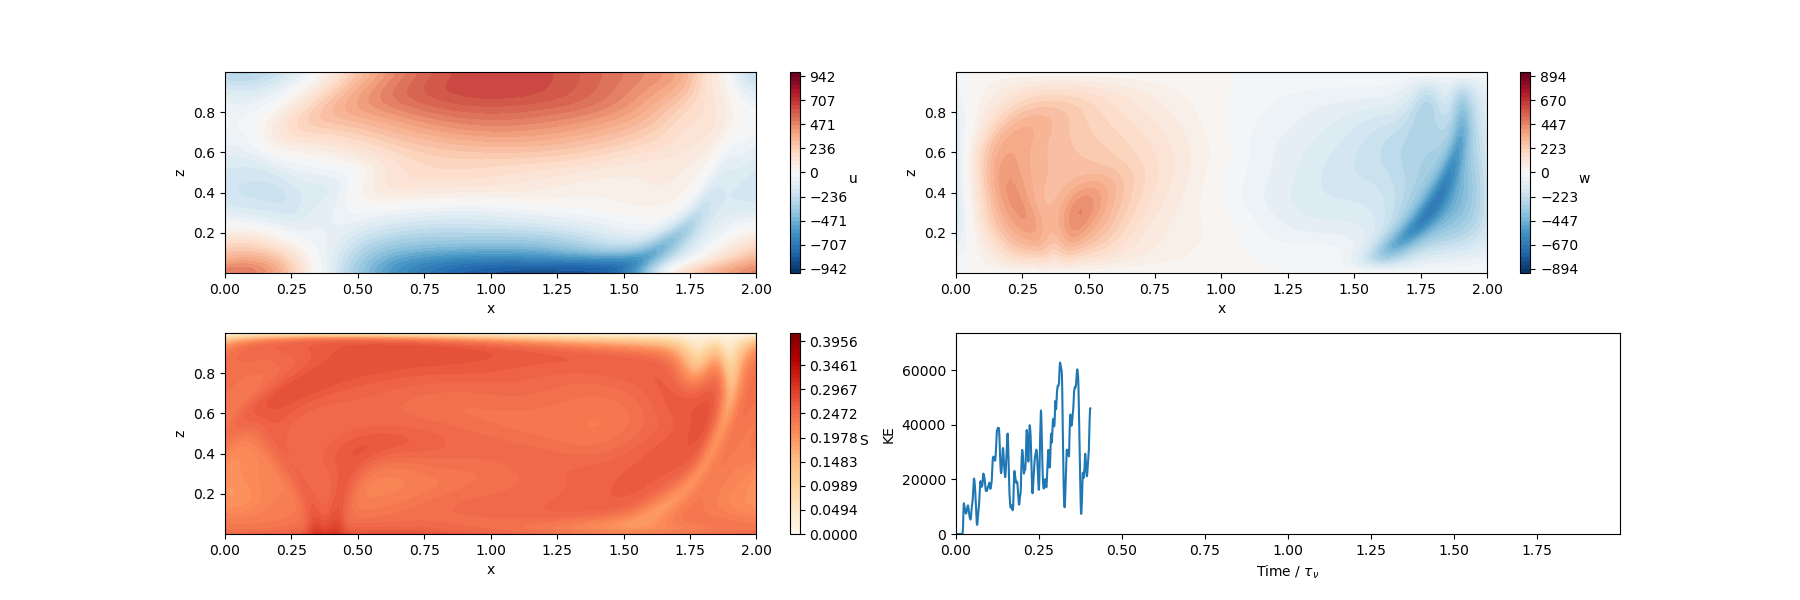 z
0.8
0.6
0.4
0.2
0.00 0.25 0.50 0.75 1.00 1.25 1.50 1.75 2.00
x
942
707
471
236
0
−236
−471
−707
−942
u
z
0.8
0.6
0.4
0.2
0.00 0.25 0.50 0.75 1.00 1.25 1.50 1.75 2.00
x
894
670
447
223
0
−223
−447
−670
−894
w
z
0.8
0.6
0.4
0.2
0.00 0.25 0.50 0.75 1.00 1.25 1.50 1.75 2.00
x
0.3956
0.3461
0.2967
0.2472
0.1978
0.1483
0.0989
0.0494
0.0000
S
KE
60000
40000
20000
0
0.00 0.25 0.50 0.75 1.00 1.25 1.50 1.75
Time / τν